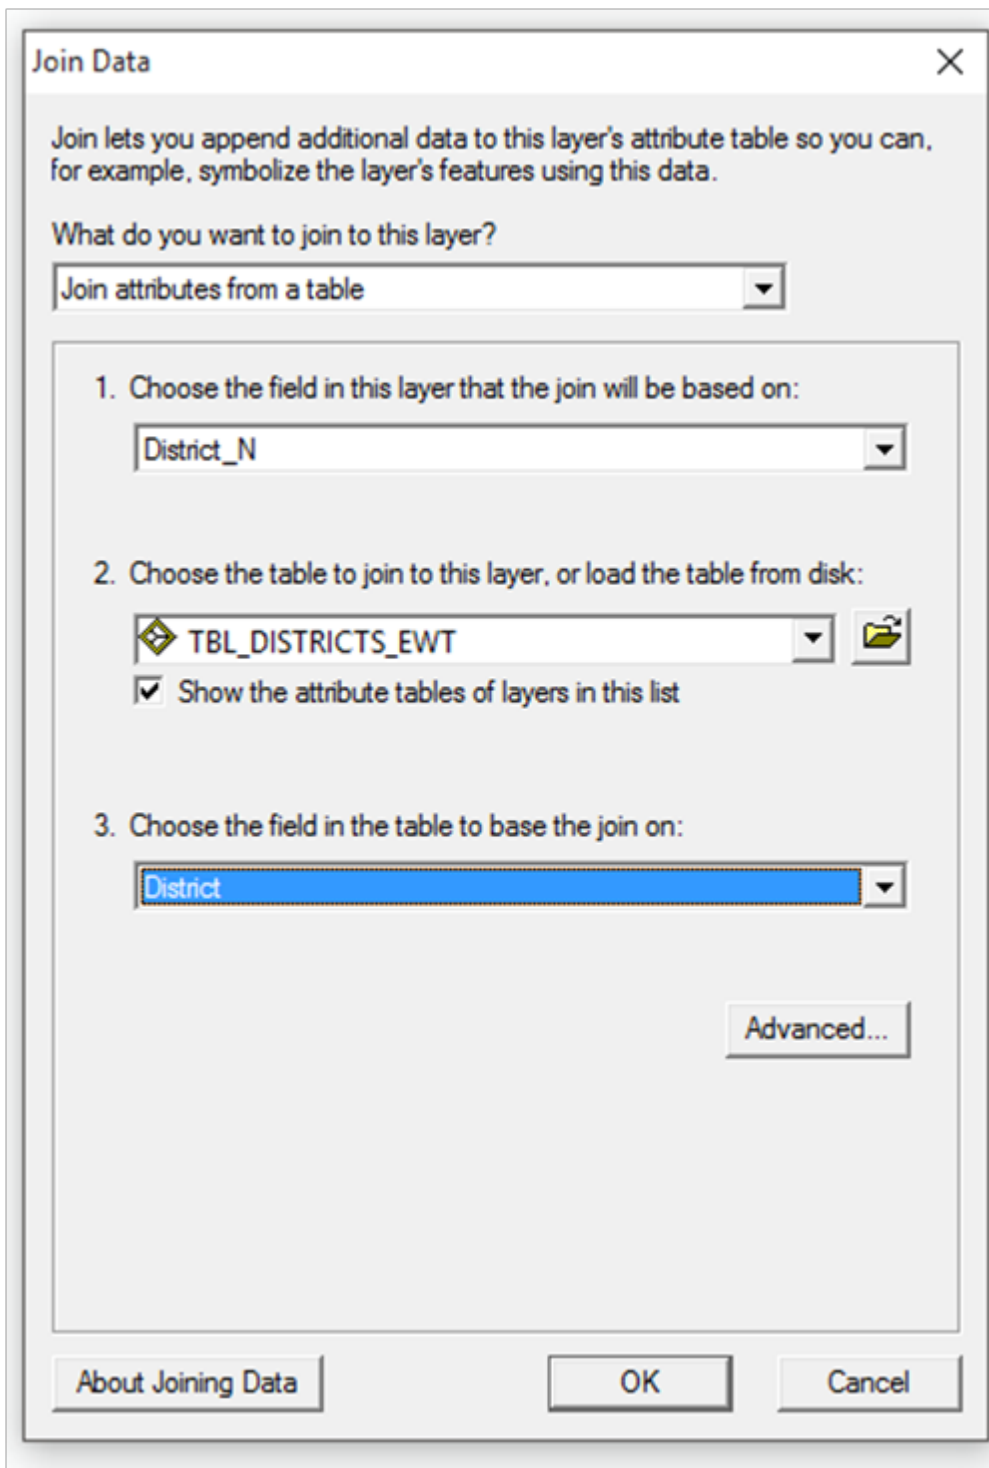 Join Data
Join lets you append additional data to this layer's attribute table so you can,
for example, symbolize the layer's features using this data.
What do you want to join to this layer?
Join attributes from a table
1. Choose the field in this layer that the join will be based on:
District_N
2. Choose the table to join to this layer, or load the table from disk:
TBL_DISTRICTS_EWT
Show the attribute tables of layers in this list
3. Choose the field in the table to base the join on:
District
Advanced...
About Joining Data
OK
Cancel